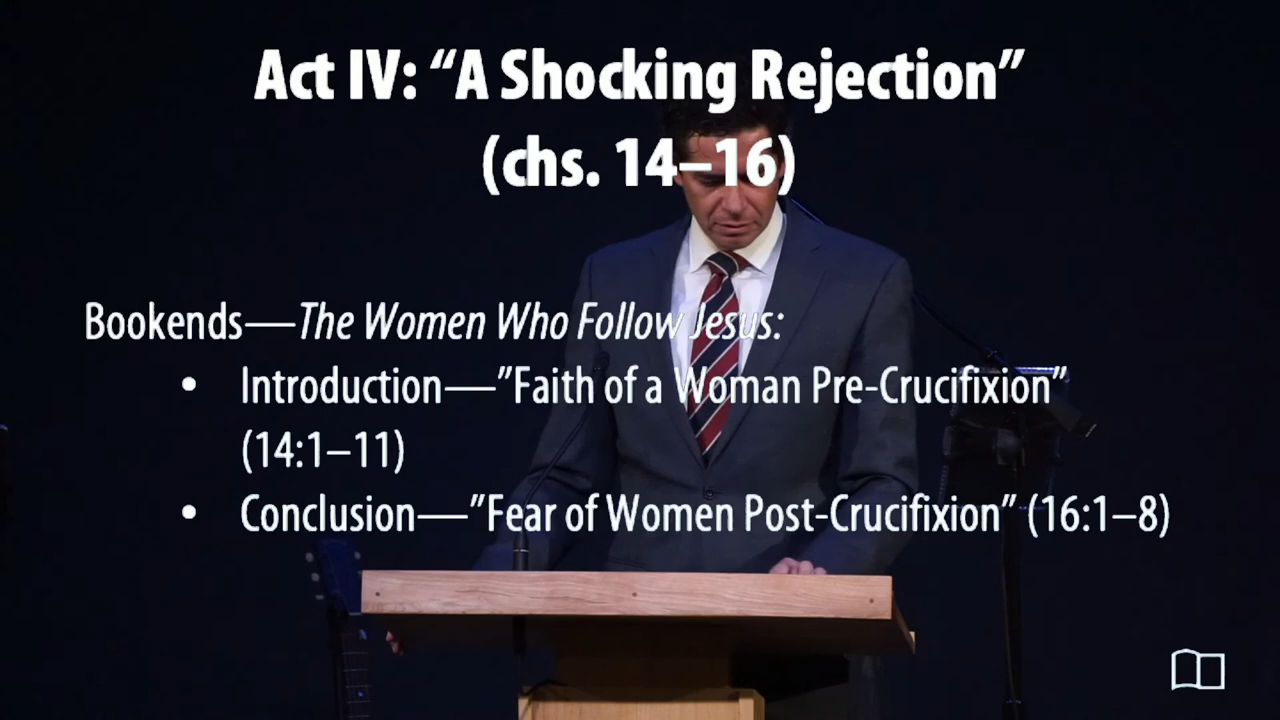 Act IV: “A Shocking Rejection”
(chs. 14–16)
Bookends—The Women Who Follow Jesus:
• Introduction—”Faith of a Woman Pre-Crucifixion”
(14:1–11)
• Conclusion—”Fear of Women Post-Crucifixion” (16:1–8)